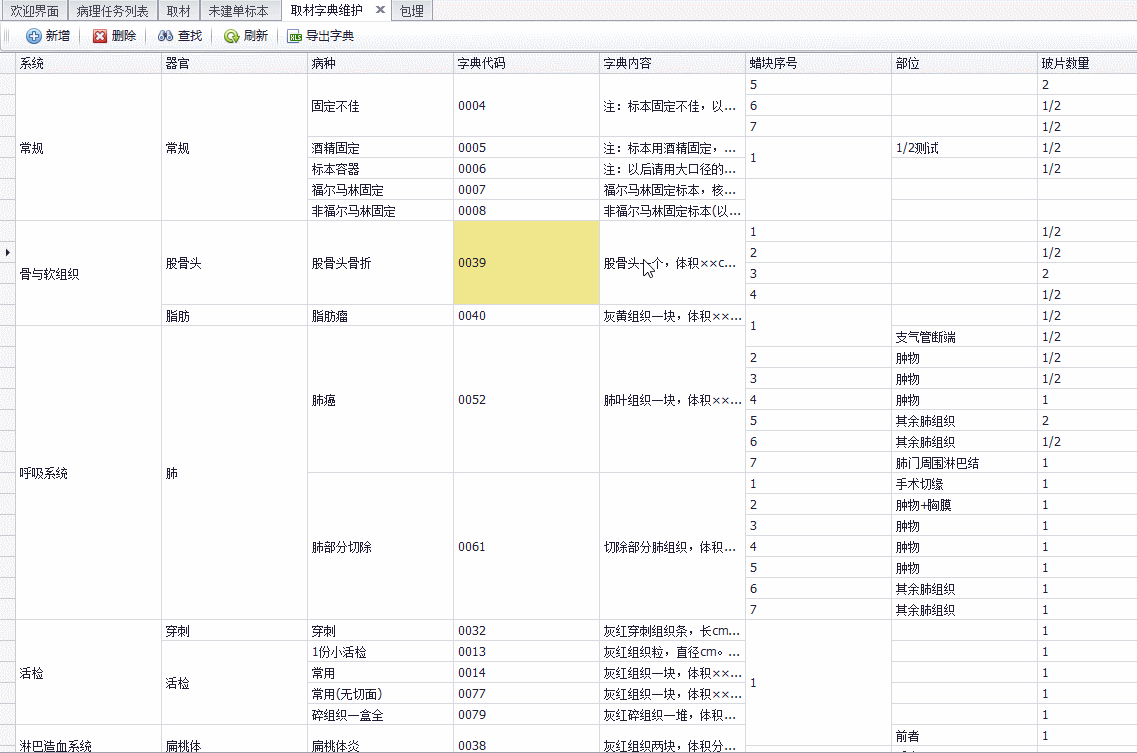 欢迎界面 病理任务列表 取材 未建单标本 取材字典维护 包埋
新增 删除 查找 刷新 导出字典
系统 器官 病种 字典代码 字典内容 蜡块序号 部位 玻片数量
5 2
常规 常规 固定不佳 0004 注：标本固定不佳，以... 6 1/2
7 1/2
酒精固定 0005 注：标本用酒精固定，... 1 1/2测试 1/2
标本容器 0006 注：以后请用大口径的... 1/2
福尔马林固定 0007 福尔马林固定标本，核...
非福尔马林固定 0008 非福尔马林固定标本(以...
1 1/2
2 1/2
骨与软组织 股骨头 股骨头骨折 0039 股骨头一个，体积××c... 3 2
4 1/2
脂肪 脂肪瘤 0040 灰黄组织一块，体积××... 1 1/2
支气管断端 1/2
2 肿物 1/2
3 肿物 1/2
呼吸系统 肺 肺癌 0052 肺叶组织一块，体积××... 4 肿物 1
5 其余肺组织 2
6 其余肺组织 1/2
7 肺门周围淋巴结 1
1 手术切缘 1
2 肿物+胸膜 1
3 肿物 1
肺部分切除 0061 切除部分肺组织，体积... 4 肿物 1
5 肿物 1
6 其余肺组织 1
7 其余肺组织 1
活检 穿刺 穿刺 0032 灰红穿刺组织条，长cm... 1
活检 1份小活检 0013 灰红组织粒，直径cm。... 1
常用 0014 灰红组织一块，体积××... 1 1
常用(无切面) 0077 灰红组织一块，体积××... 1
碎组织一盒全 0079 灰红碎组织一堆，体积... 1
淋巴造血系统 扁桃体 扁桃体炎 0038 灰红组织两块，体积分... 前者 1